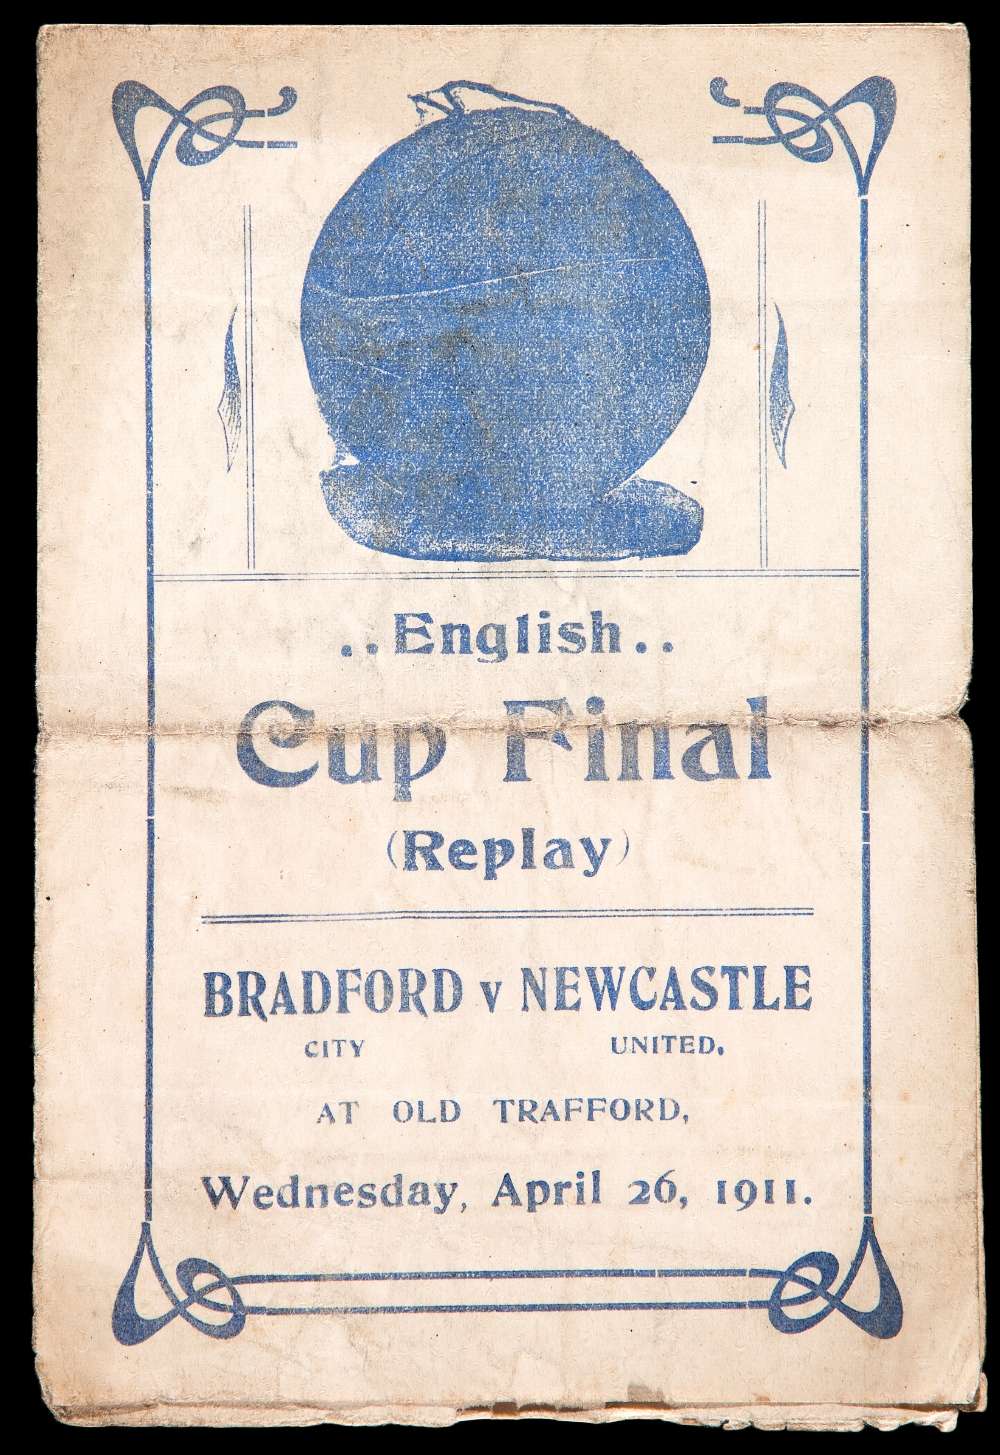 ..English..
Cup Final
(Replay)
BRADFORD v NEWCASTLE
CITY UNITED.
AT OLD TRAFFORD,
Wednesday, April 26, 1911.